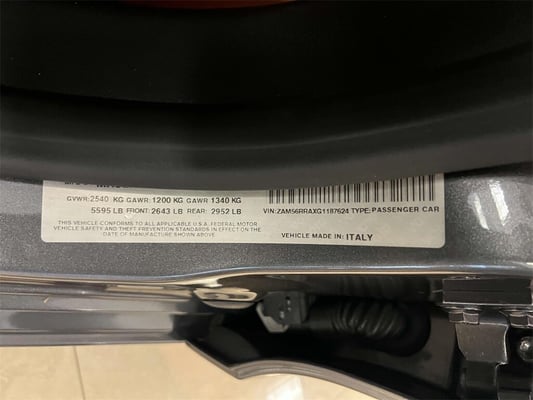 GVWR:2540 KG GAWR:1200 KG GAWR 1340 KG
5595 LB FRONT:2643 LB REAR: 2952 LB
THIS VEHICLE CONFORMS TO ALL APPLICABLE U.S.A. FEDERAL MOTOR
VEHICLE SAFETY AND THEFT PREVENTION STANDARDS IN EFFECT ON THE
DATE OF MANUFACTURE SHOWN ABOVE
VIN:ZAM56RRAXG1187624 TYPE:PASSENGER CAR
VEHICLE MADE IN: ITALY